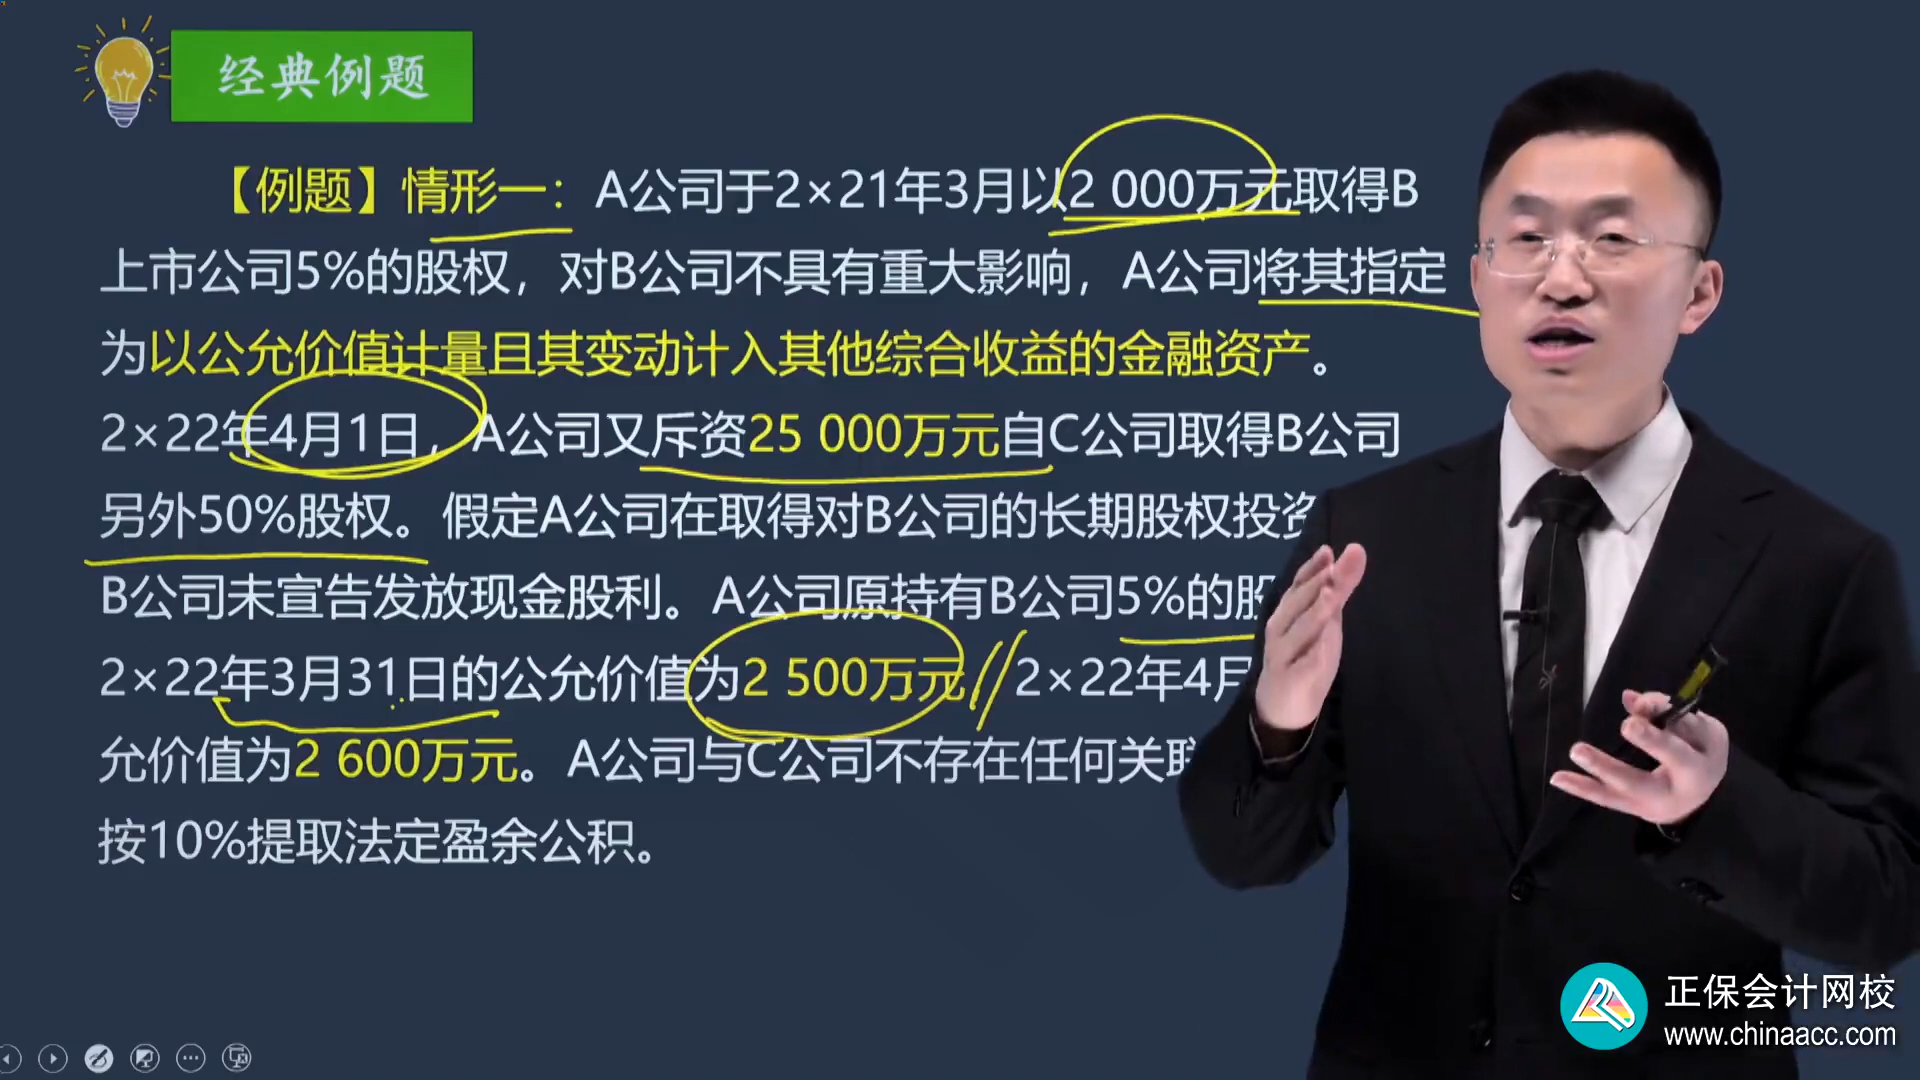 经典例题
【例题】情形一：A公司于2×21年3月以2 000万元取得B
上市公司5%的股权，对B公司不具有重大影响，A公司将其指定
为以公允价值计量且其变动计入其他综合收益的金融资产。
2×22年4月1日，A公司又斥资25 000万元自C公司取得B公司
另外50%股权。假定A公司在取得对B公司的长期股权投资
B公司未宣告发放现金股利。A公司原持有B公司5%的股
2×22年3月31日的公允价值为2 500万元 2×22年4月
允价值为2 600万元。A公司与C公司不存在任何关联
按10%提取法定盈余公积。
正保会计网校
www.chinaacc.com